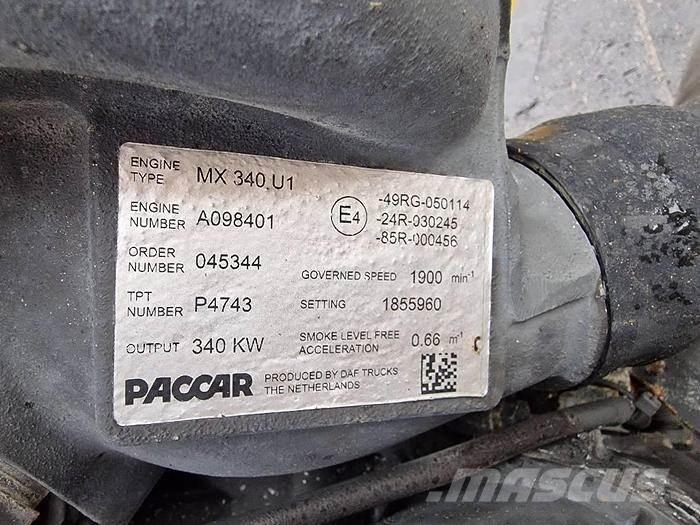 ENGINE TYPE MX 340 U1
ENGINE NUMBER A098401
E4
-49RG-050114
-24R-030245
-85R-000456
ORDER NUMBER 045344
GOVERNED SPEED 1900 min-1
TPT NUMBER P4743
SETTING 1855960
OUTPUT 340 KW
SMOKE LEVEL FREE ACCELERATION 0.66 m-1
PACCAR
PRODUCED BY DAF TRUCKS
THE NETHERLANDS
MASCUS